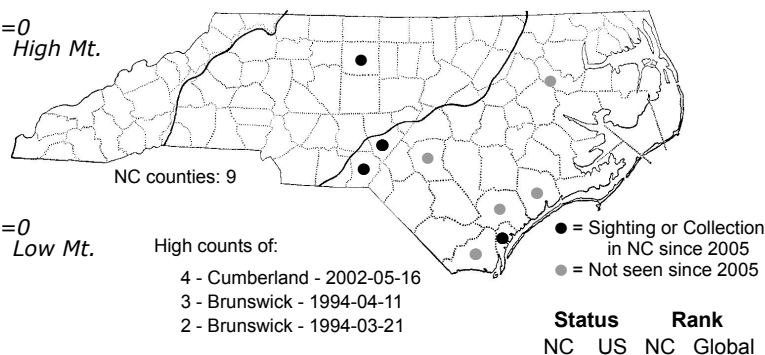 =0
High Mt.
NC counties: 9
=0
Low Mt.
High counts of:
4 - Cumberland - 2002-05-16
3 - Brunswick - 1994-04-11
2 - Brunswick - 1994-03-21
● = Sighting or Collection
in NC since 2005
● = Not seen since 2005
Status Rank
NC US NC Global